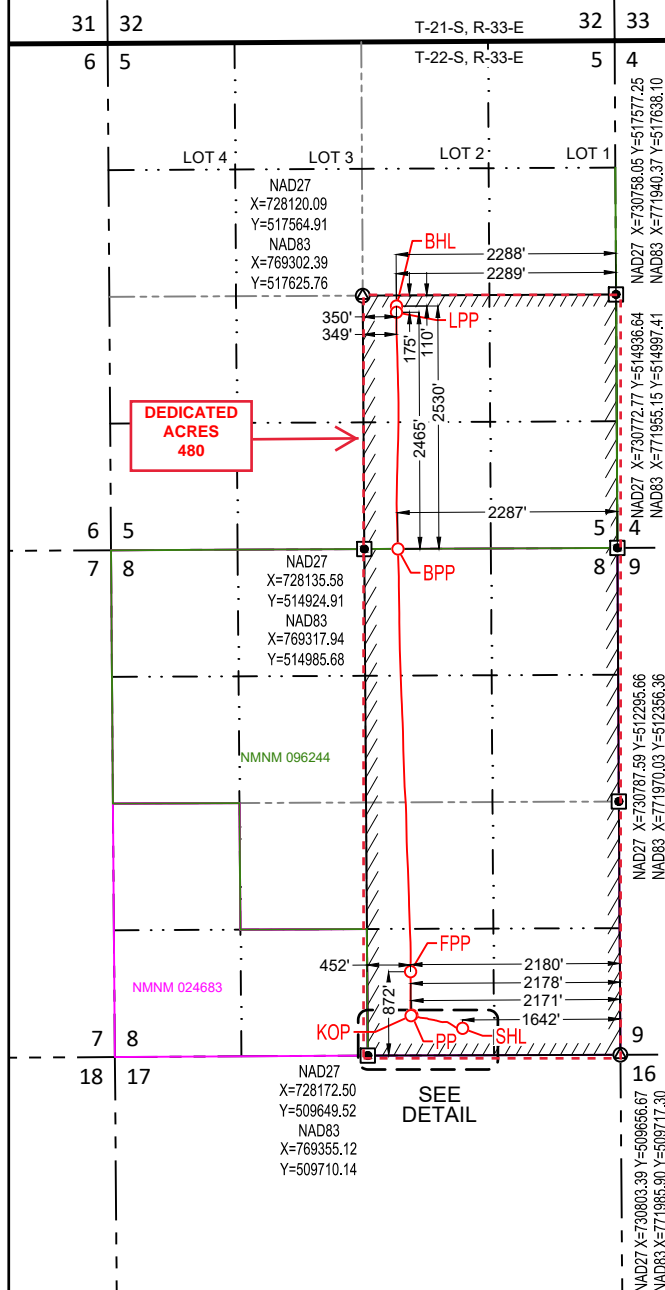 31 32
T-21-S, R-33-E
32 33
6 5
T-22-S, R-33-E
5 4
LOT 4
LOT 3
LOT 2
LOT 1
NAD27 X=730758.05 Y=517577.25
NAD83 X=771940.37 Y=517638.10
NAD27
X=728120.09
Y=517564.91
NAD83
X=769302.39
Y=517625.76
BHL
2288'
2289'
350'
349'
LPP
175'
110'
2465'
2530'
NAD27 X=730772.77 Y=514936.64
NAD83 X=771955.15 Y=514997.41
DEDICATED
ACRES
480
2287'
6 5
5 4
7 8
8 9
BPP
NAD27
X=728135.58
Y=514924.91
NAD83
X=769317.94
Y=514985.68
NAD27 X=730787.59 Y=512295.66
NAD83 X=771970.03 Y=512356.36
NMNM 096244
FPP
452'
2180'
872'
2178'
2171'
1642'
NMNM 024683
KOP
PP
SHL
7 8
9
18 17
16
SEE
DETAIL
NAD27
X=728172.50
Y=509649.52
NAD83
X=769355.12
Y=509710.14
NAD27 X=730803.39 Y=509656.67
NAD83 X=771985.90 Y=509717.30